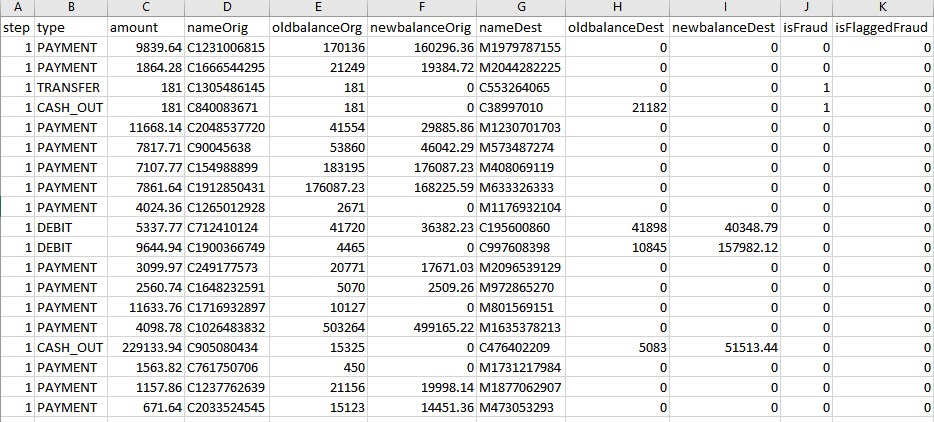 A B C D E F G H I J K
step type amount nameOrig oldbalanceOrg newbalanceOrig nameDest oldbalanceDest newbalanceDest isFraud isFlaggedFraud
1 PAYMENT 9839.64 C1231006815 170136 160296.36 M1979787155 0 0 0 0
1 PAYMENT 1864.28 C1666544295 21249 19384.72 M2044282225 0 0 0 0
1 TRANSFER 181 C1305486145 181 0 C553264065 0 0 1 0
1 CASH_OUT 181 C840083671 181 0 C38997010 21182 0 1 0
1 PAYMENT 11668.14 C2048537720 41554 29885.86 M1230701703 0 0 0 0
1 PAYMENT 7817.71 C90045638 53860 46042.29 M573487274 0 0 0 0
1 PAYMENT 7107.77 C154988899 183195 176087.23 M408069119 0 0 0 0
1 PAYMENT 7861.64 C1912850431 176087.23 168225.59 M633326333 0 0 0 0
1 PAYMENT 4024.36 C1265012928 2671 0 M1176932104 0 0 0 0
1 DEBIT 5337.77 C712410124 41720 36382.23 C195600860 41898 40348.79 0 0
1 DEBIT 9644.94 C1900366749 4465 0 C997608398 10845 157982.12 0 0
1 PAYMENT 3099.97 C249177573 20771 17671.03 M2096539129 0 0 0 0
1 PAYMENT 2560.74 C1648232591 5070 2509.26 M972865270 0 0 0 0
1 PAYMENT 11633.76 C1716932897 10127 0 M801569151 0 0 0 0
1 PAYMENT 4098.78 C1026483832 503264 499165.22 M1635378213 0 0 0 0
1 CASH_OUT 229133.94 C905080434 15325 0 C476402209 5083 51513.44 0 0
1 PAYMENT 1563.82 C761750706 450 0 M1731217984 0 0 0 0
1 PAYMENT 1157.86 C1237762639 21156 19998.14 M1877062907 0 0 0 0
1 PAYMENT 671.64 C2033524545 15123 14451.36 M473053293 0 0 0 0